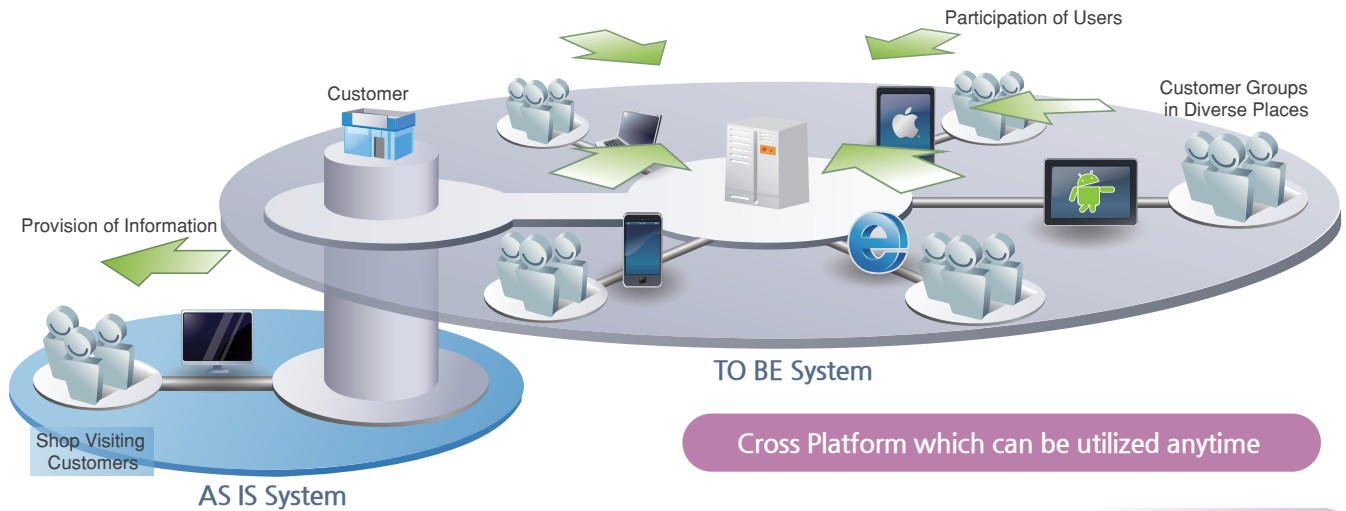 Participation of Users
Customer
Customer Groups
in Diverse Places
Provision of Information
TO BE System
Cross Platform which can be utilized anytime
Shop Visiting
Customers
AS IS System